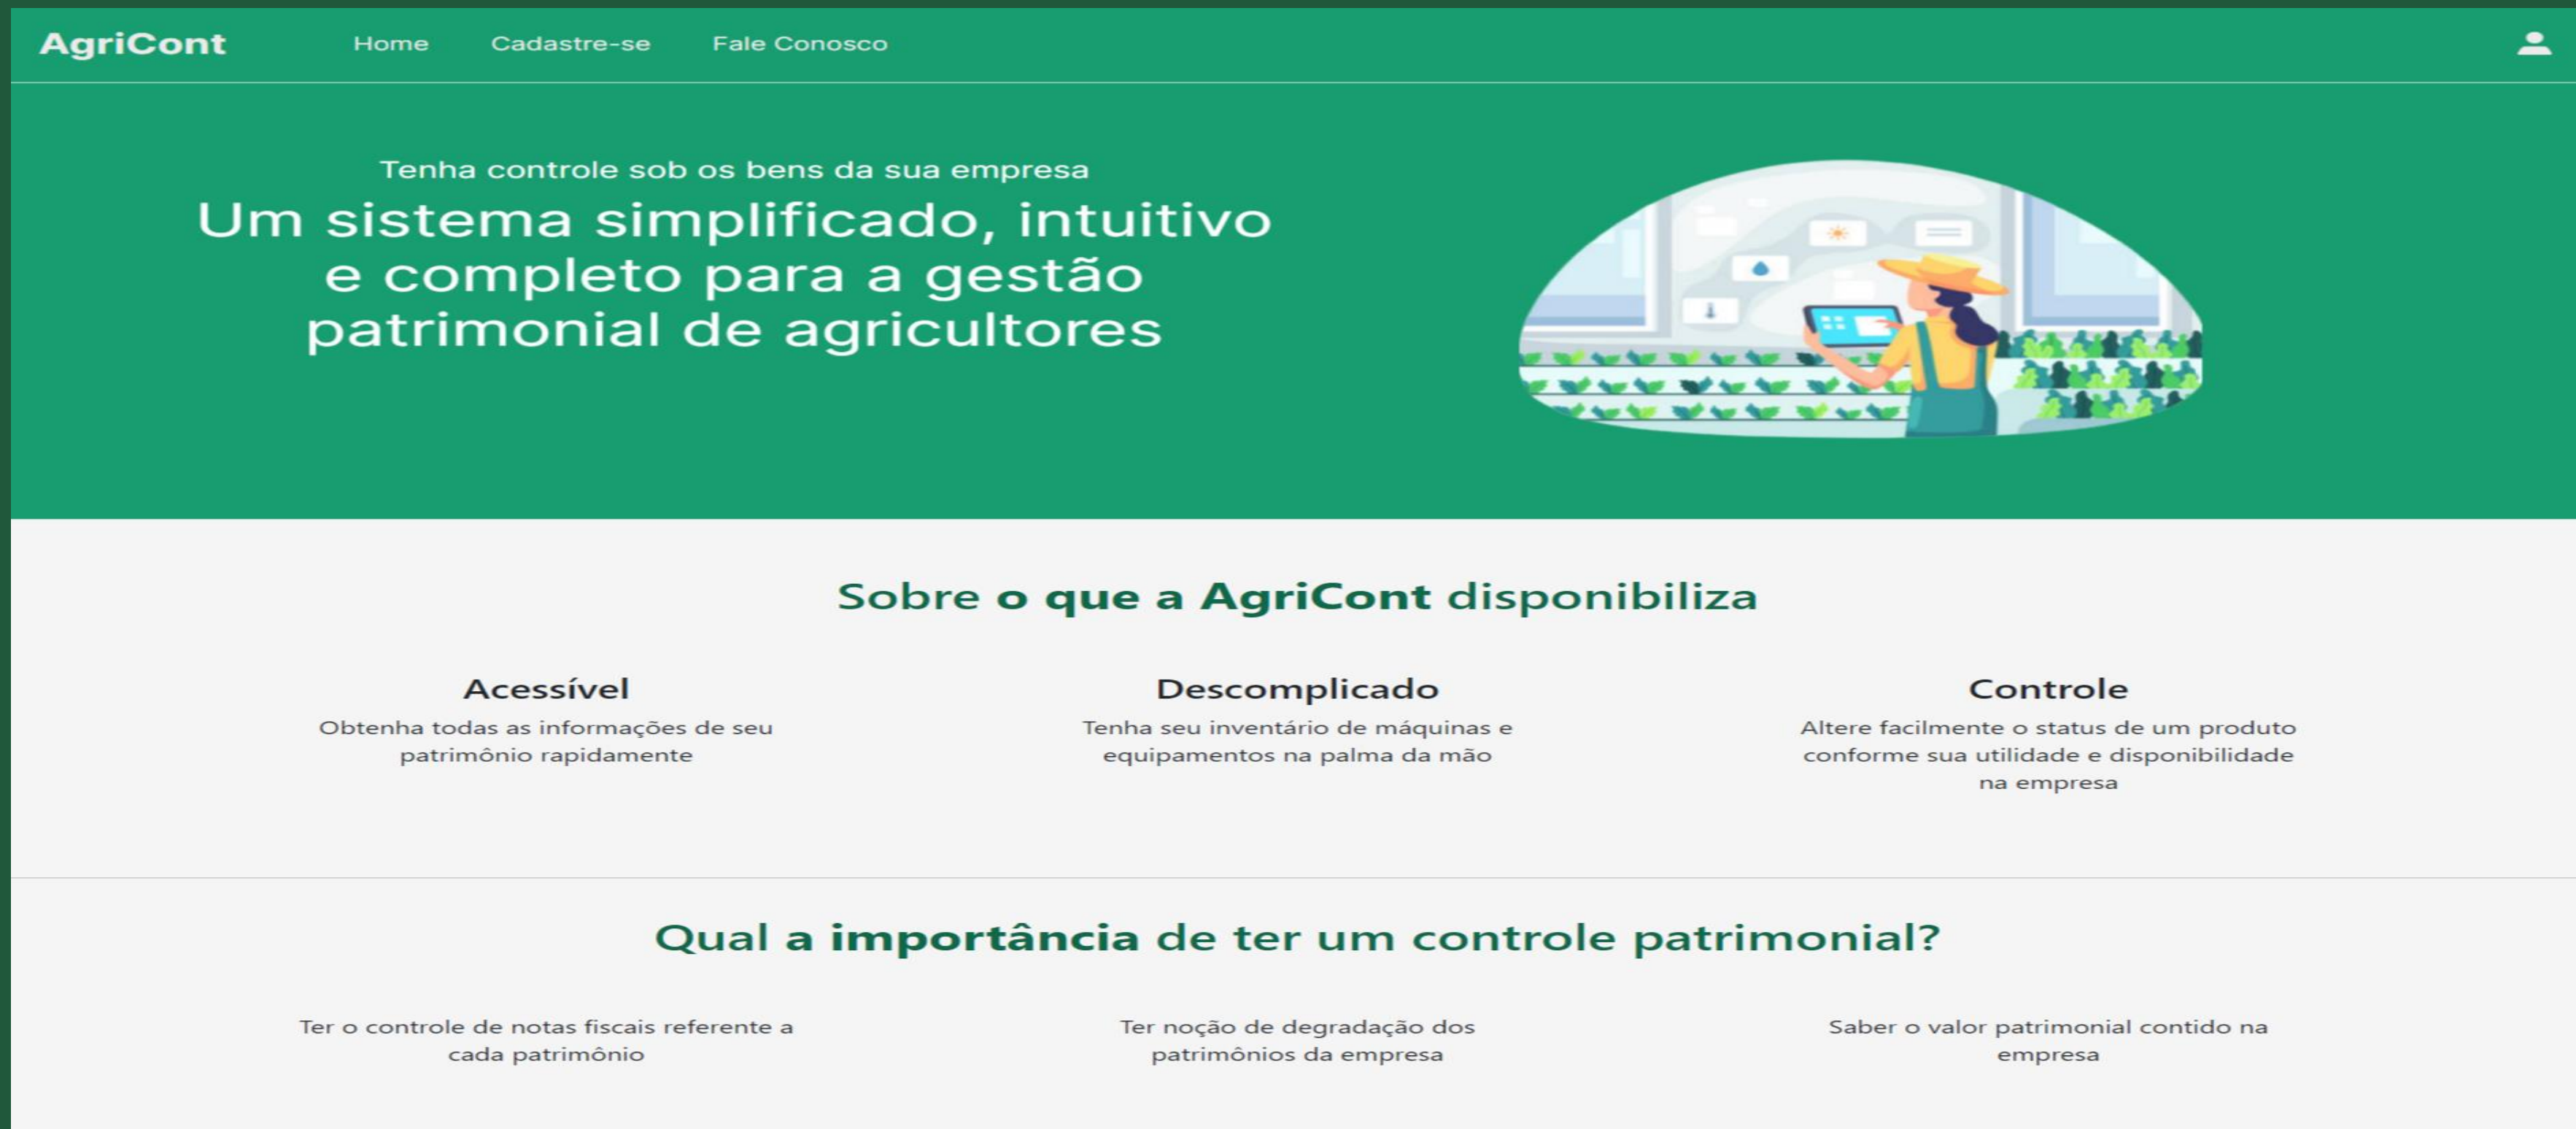 AgriCont
Home
Cadastre-se
Fale Conosco
Tenha controle sob os bens da sua empresa
Um sistema simplificado, intuitivo
e completo para a gestão
patrimonial de agricultores
Sobre o que a AgriCont disponibiliza
Acessível
Obtenha todas as informações de seu
patrimônio rapidamente
Descomplicado
Tenha seu inventário de máquinas e
equipamentos na palma da mão
Controle
Altere facilmente o status de um produto
conforme sua utilidade e disponibilidade
na empresa
Qual a importância de ter um controle patrimonial?
Ter o controle de notas fiscais referente a
cada patrimônio
Ter noção de degradação dos
patrimônios da empresa
Saber o valor patrimonial contido na
empresa